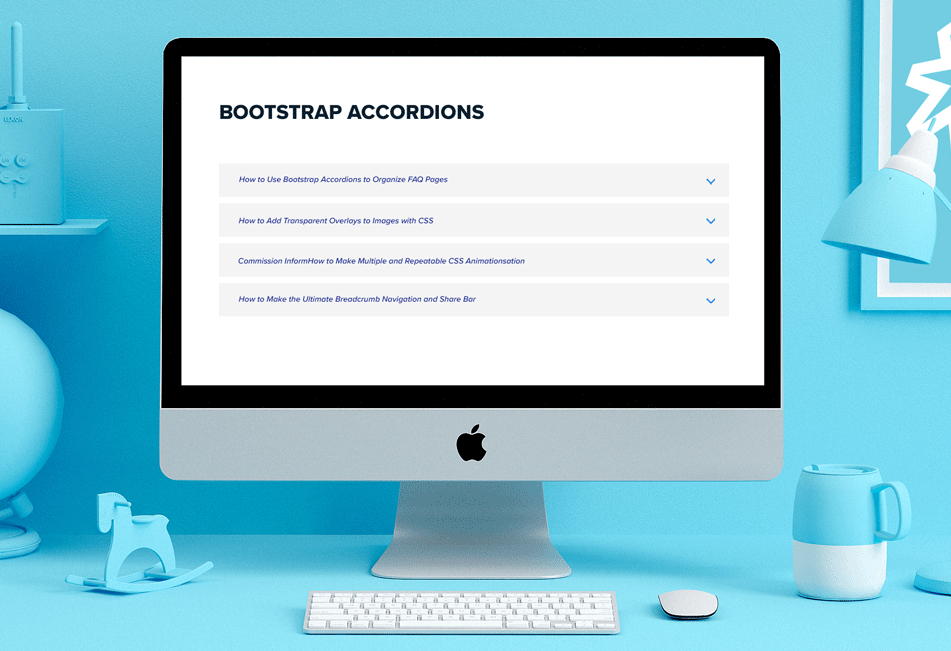 BOOTSTRAP ACCORDIONS
How to Use Bootstrap Accordions to Organize FAQ Pages
How to Add Transparent Overlays to Images with CSS
Commission InformHow to Make Multiple and Repeatable CSS Animationsation
How to Make the Ultimate Breadcrumb Navigation and Share Bar